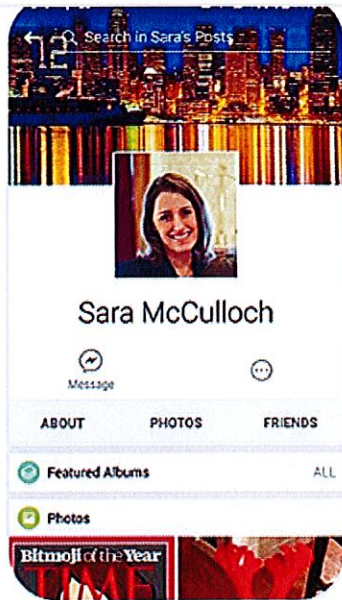 12
Search in Sara's Posts
Sara McCulloch
Message
ABOUT PHOTOS FRIENDS
Featured Albums ALL
Photos
Bitmoji of the Year
TIME